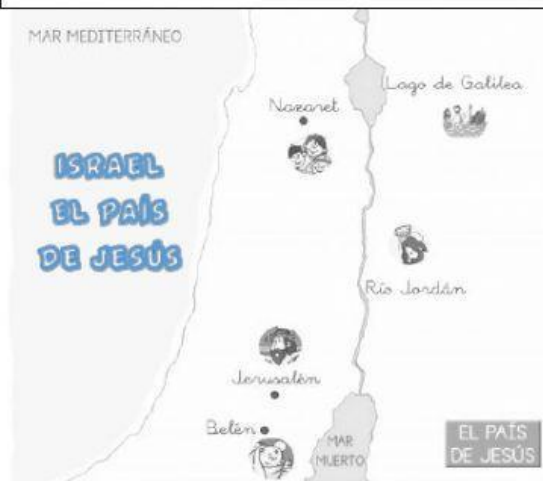 MAR MEDITERRÁNEO
Lago de Galilea
Nazaret
ISRAEL
EL PAÍS
DE JESÚS
Río Jordán
Jerusalén
Belén
MAR
MUERTO
EL PAÍS
DE JESÚS